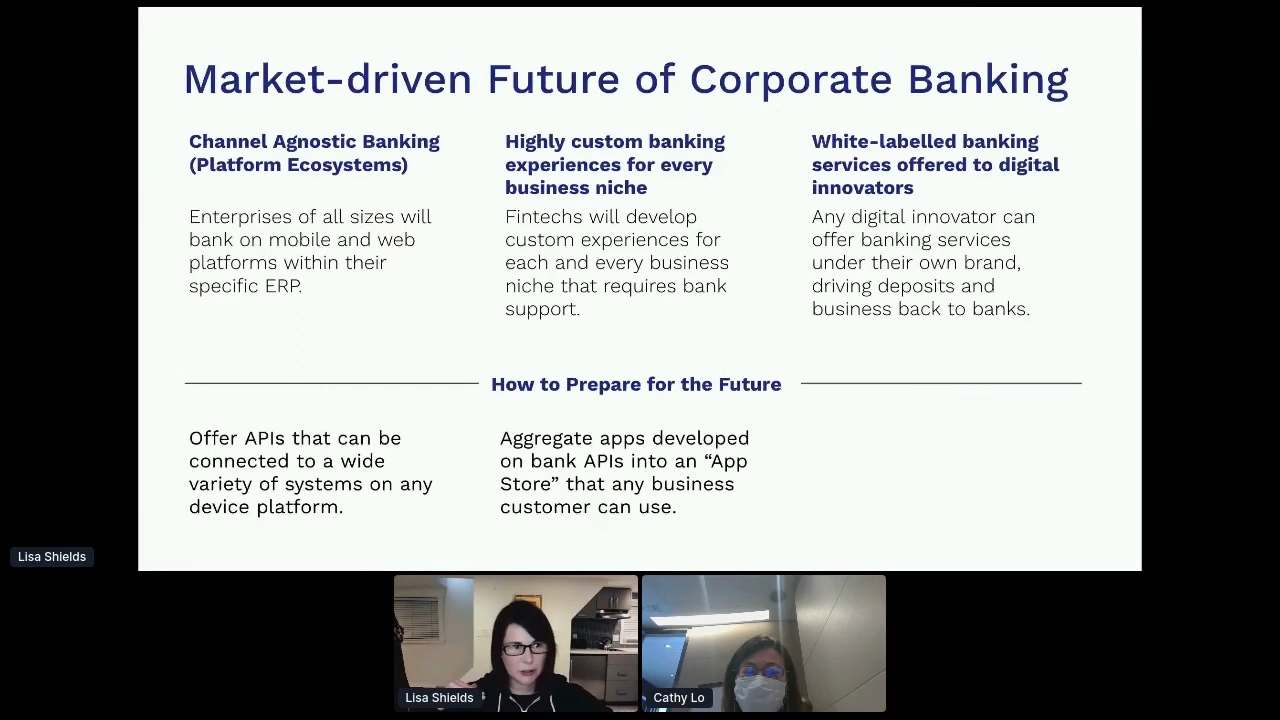 Market-driven Future of Corporate Banking
Channel Agnostic Banking
(Platform Ecosystems)
Enterprises of all sizes will
bank on mobile and web
platforms within their
specific ERP.
Highly custom banking
experiences for every
business niche
Fintechs will develop
custom experiences for
each and every business
niche that requires bank
support.
White-labelled banking
services offered to digital
innovators
Any digital innovator can
offer banking services
under their own brand,
driving deposits and
business back to banks.
How to Prepare for the Future
Offer APIs that can be
connected to a wide
variety of systems on any
device platform.
Aggregate apps developed
on bank APIs into an “App
Store” that any business
customer can use.
Lisa Shields
Lisa Shields
Cathy Lo